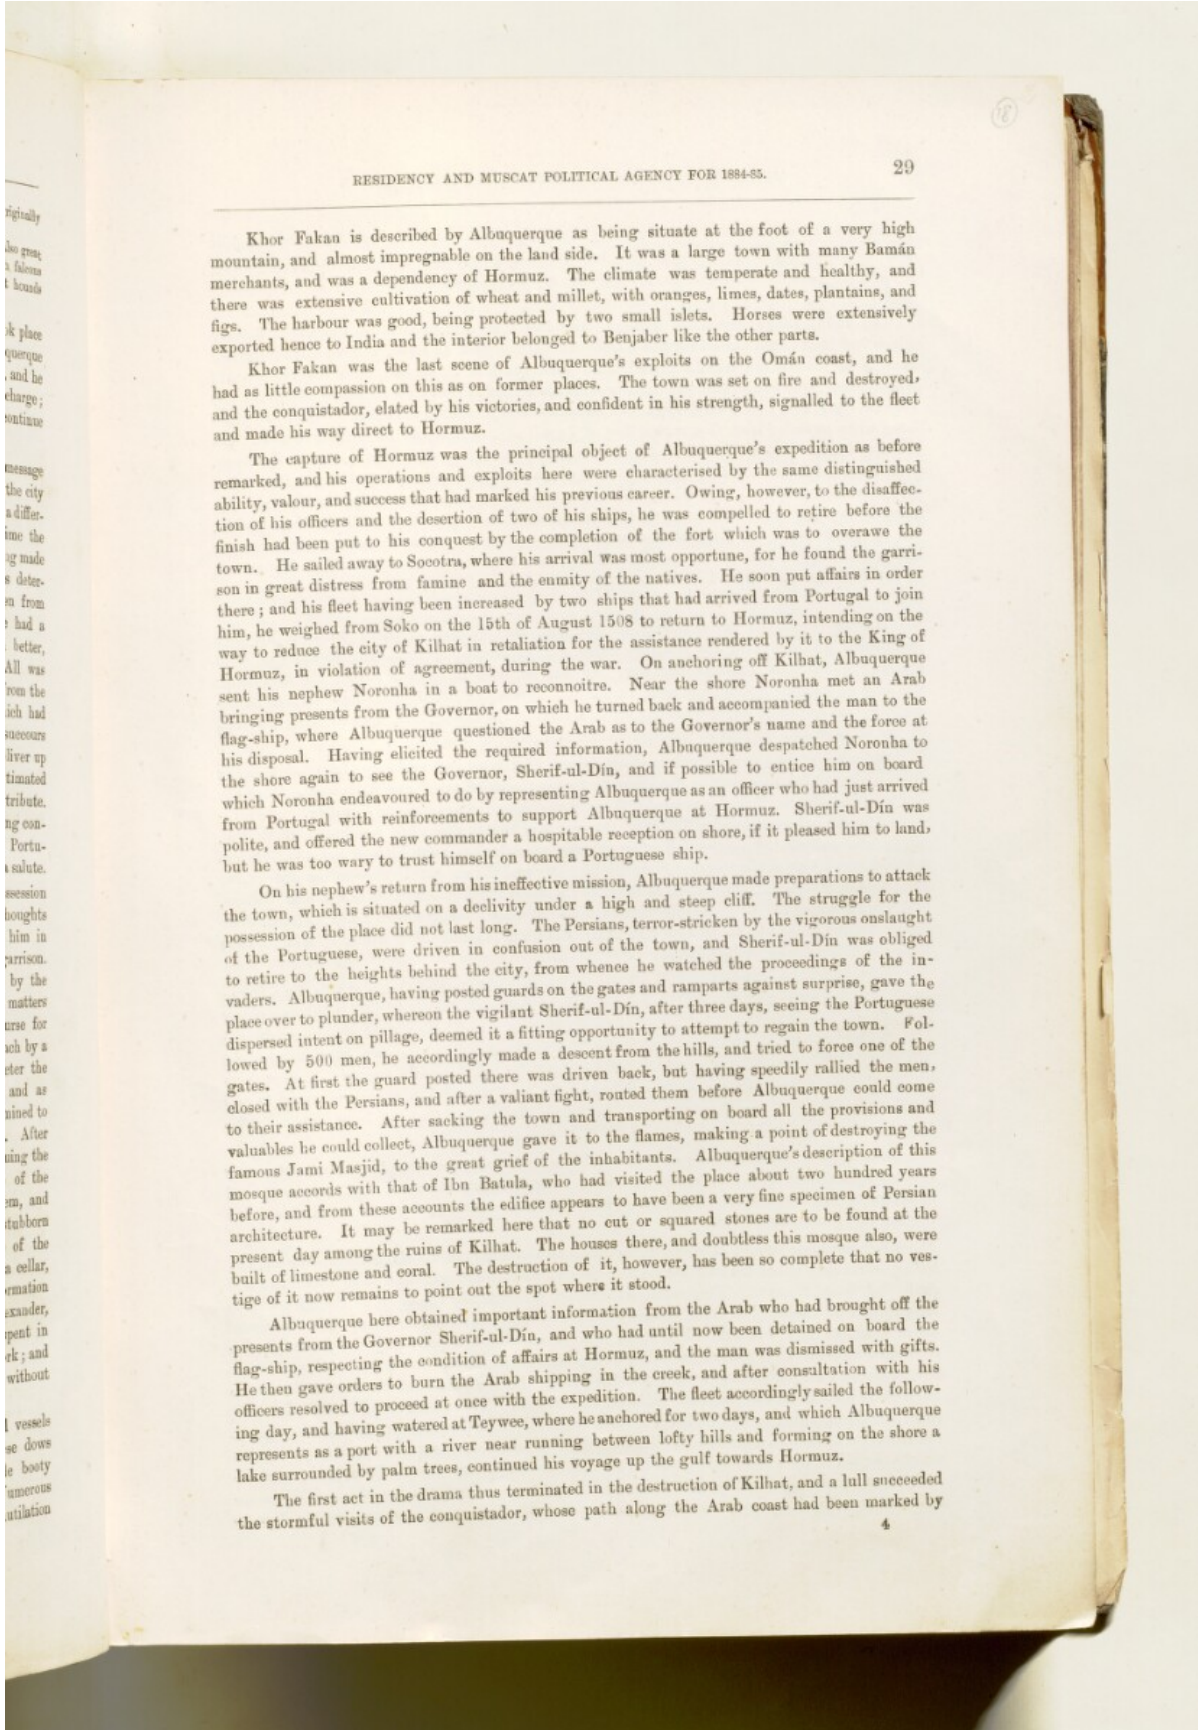 RESIDENCY AND MUSCAT POLITICAL AGENCY FOR 1884-85.
29
Khor Fakan is described by Albuquerque as being situate at the foot of a very high
mountain, and almost impregnable on the land side. It was a large town with many Bamán
merchants, and was a dependency of Hormuz. The climate was temperate and healthy, and
there was extensive cultivation of wheat and millet, with oranges, limes, dates, plantains, and
figs. The harbour was good, being protected by two small islets. Horses were extensively
exported hence to India and the interior belonged to Benjaber like the other parts.
Khor Fakan was the last scene of Albuquerque's exploits on the Omán coast, and he
had as little compassion on this as on former places. The town was set on fire and destroyed,
and the conquistador, elated by his victories, and confident in his strength, signalled to the fleet
and made his way direct to Hormuz.
The capture of Hormuz was the principal object of Albuquerque's expedition as before
remarked, and his operations and exploits here were characterised by the same distinguished
ability, valour, and success that had marked his previous career. Owing, however, to the disaffec-
tion of his officers and the desertion of two of his ships, he was compelled to retire before the
finish had been put to his conquest by the completion of the fort which was to overawe the
town. He sailed away to Socotra, where his arrival was most opportune, for he found the garri-
son in great distress from famine and the enmity of the natives. He soon put affairs in order
there; and his fleet having been increased by two ships that had arrived from Portugal to join
him, he weighed from Soko on the 15th of August 1508 to return to Hormuz, intending on the
way to reduce the city of Kilhat in retaliation for the assistance rendered by it to the King of
Hormuz, in violation of agreement, during the war. On anchoring off Kilhat, Albuquerque
sent his nephew Noronha in a boat to reconnoitre. Near the shore Noronha met an Arab
bringing presents from the Governor, on which he turned back and accompanied the man to the
flag-ship, where Albuquerque questioned the Arab as to the Governor's name and the force at
his disposal. Having elicited the required information, Albuquerque despatched Noronha to
the shore again to see the Governor, Sherif-ul-Dín, and if possible to entice him on board
which Noronha endeavoured to do by representing Albuquerque as an officer who had just arrived
from Portugal with reinforcements to support Albuquerque at Hormuz. Sherif-ul-Dín was
polite, and offered the new commander a hospitable reception on shore, if it pleased him to land,
but he was too wary to trust himself on board a Portuguese ship.
On his nephew's return from his ineffective mission, Albuquerque made preparations to attack
the town, which is situated on a declivity under a high and steep cliff. The struggle for the
possession of the place did not last long. The Persians, terror-stricken by the vigorous onslaught
of the Portuguese, were driven in confusion out of the town, and Sherif-ul-Dín was obliged
to retire to the heights behind the city, from whence he watched the proceedings of the in-
vaders. Albuquerque, having posted guards on the gates and ramparts against surprise, gave the
place over to plunder, whereon the vigilant Sherif-ul-Dín, after three days, seeing the Portuguese
dispersed intent on pillage, deemed it a fitting opportunity to attempt to regain the town. Fol-
lowed by 500 men, he accordingly made a descent from the hills, and tried to force one of the
gates. At first the guard posted there was driven back, but having speedily rallied the men,
closed with the Persians, and after a valiant fight, routed them before Albuquerque could come
to their assistance. After sacking the town and transporting on board all the provisions and
valuables he could collect, Albuquerque gave it to the flames, making a point of destroying the
famous Jami Masjid, to the great grief of the inhabitants. Albuquerque's description of this
mosque accords with that of Ibn Batula, who had visited the place about two hundred years
before, and from these accounts the edifice appears to have been a very fine specimen of Persian
architecture. It may be remarked here that no cut or squared stones are to be found at the
present day among the ruins of Kilhat. The houses there, and doubtless this mosque also, were
built of limestone and coral. The destruction of it, however, has been so complete that no ves-
tige of it now remains to point out the spot where it stood.
Albuquerque here obtained important information from the Arab who had brought off the
presents from the Governor Sherif-ul-Dín, and who had until now been detained on board the
flag-ship, respecting the condition of affairs at Hormuz, and the man was dismissed with gifts.
He then gave orders to burn the Arab shipping in the creek, and after consultation with his
officers resolved to proceed at once with the expedition. The fleet accordingly sailed the follow-
ing day, and having watered at Teywee, where he anchored for two days, and which Albuquerque
represents as a port with a river near running between lofty hills and forming on the shore a
lake surrounded by palm trees, continued his voyage up the gulf towards Hormuz.
The first act in the drama thus terminated in the destruction of Kilhat, and a lull succeeded
the stormful visits of the conquistador, whose path along the Arab coast had been marked by
4